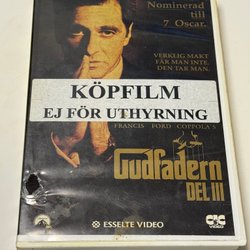 Nominerad
till
7 Oscar.
VERKLIG MAKT
FÅR MAN INTE.
DEN TAR MAN.
KÖPFILM
EJ FÖR UTHYRNING
FRANCIS FORD COPPOLA'S
Gudfadern
DEL III
ESSELTE VIDEO
CIC
VIDEO